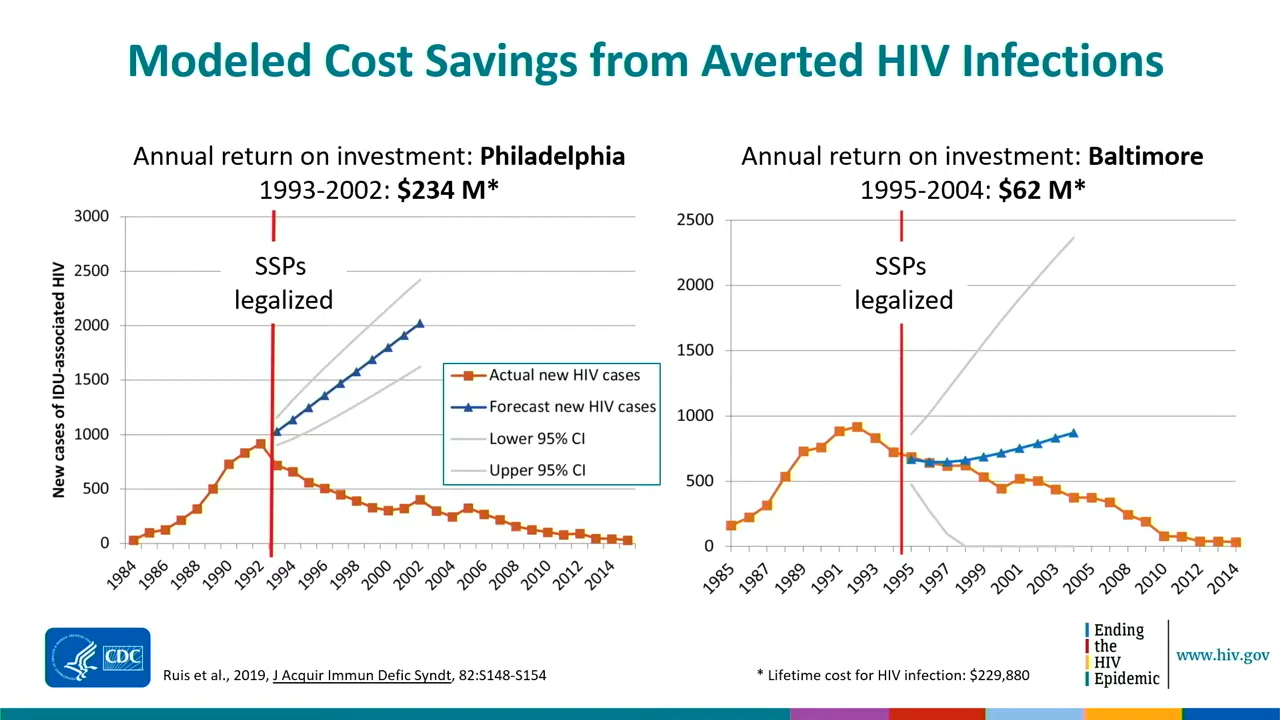 Modeled Cost Savings from Averted HIV Infections
Annual return on investment: Philadelphia
1993-2002: $234 M*
3000
2500
2000
1500
1000
500
0
New cases of IDU-associated HIV
SSPs
legalized
Actual new HIV cases
Forecast new HIV cases
Lower 95% CI
Upper 95% CI
1984
1986
1988
1990
1992
1994
1996
1998
2000
2002
2004
2006
2008
2010
2012
2014
Annual return on investment: Baltimore
1995-2004: $62 M*
2500
2000
1500
1000
500
0
SSPs
legalized
1985
1987
1989
1991
1993
1995
1997
1999
2001
2003
2005
2008
2010
2012
2014
CDC
Ruis et al., 2019, J Acquir Immun Defic Syndt, 82:S148-S154
* Lifetime cost for HIV infection: $229,880
Ending
the
HIV
Epidemic
www.hiv.gov